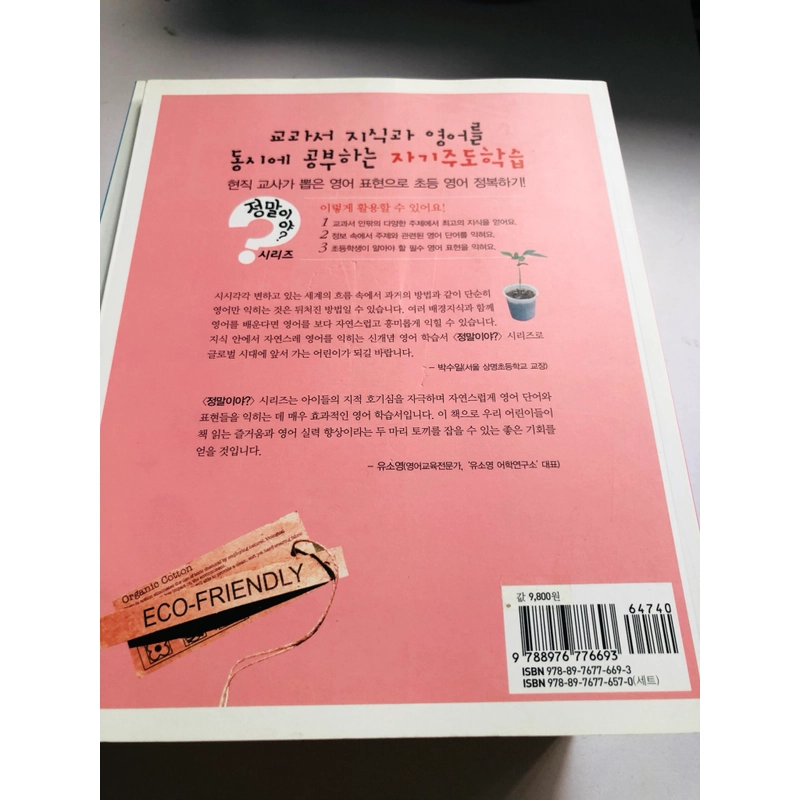 교과서 지식과 영어를
동시에 공부하는 자기주도학습
현직 교사가 뽑은 영어 표현으로 초등 영어 정복하기!
정말이야?
시리즈
이렇게 활용할 수 있어요!
1 교과서 안팎의 다양한 주제에서 최고의 지식을 얻어요.
2 정보 속에서 주제와 관련된 영어 단어를 익혀요.
3 초등학생이 알아야 할 필수 영어 표현을 익혀요.
시시각각 변하고 있는 세계의 흐름 속에서 과거의 방법과 같이 단순히
영어만 익히는 것은 뒤처진 방법일 수 있습니다. 여러 배경지식과 함께
영어를 배운다면 영어를 보다 자연스럽고 흥미롭게 익힐 수 있습니다.
지식 안에서 자연스레 영어를 익히는 신개념 영어 학습서 〈정말이야?〉 시리즈로
글로벌 시대에 앞서 가는 어린이가 되길 바랍니다.
– 박수일(서울 상명초등학교 교장)
〈정말이야?〉 시리즈는 아이들의 지적 호기심을 자극하며 자연스럽게 영어 단어와
표현들을 익히는 데 매우 효과적인 영어 학습서입니다. 이 책으로 우리 어린이들이
책 읽는 즐거움과 영어 실력 향상이라는 두 마리 토끼를 잡을 수 있는 좋은 기회를
얻을 것입니다.
– 유소영(영어교육전문가, '유소영 어학연구소' 대표)
Organic Cotton
ECO-FRIENDLY
값 9,800원
64740
9 788976 776693
ISBN 978-89-7677-669-3
ISBN 978-89-7677-657-0(세트)